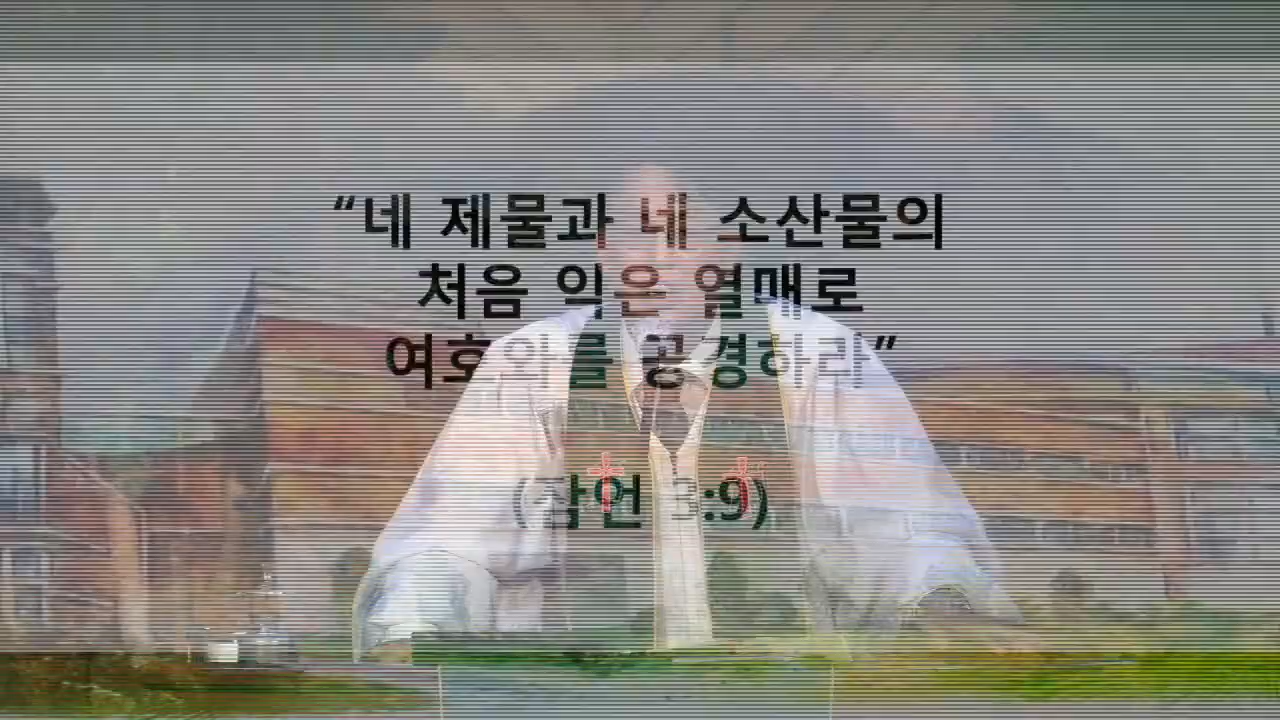 “네 제물과 네 소산물의
처음 익은 열매로
여호와를 공경하라”
(잠언 3:9)